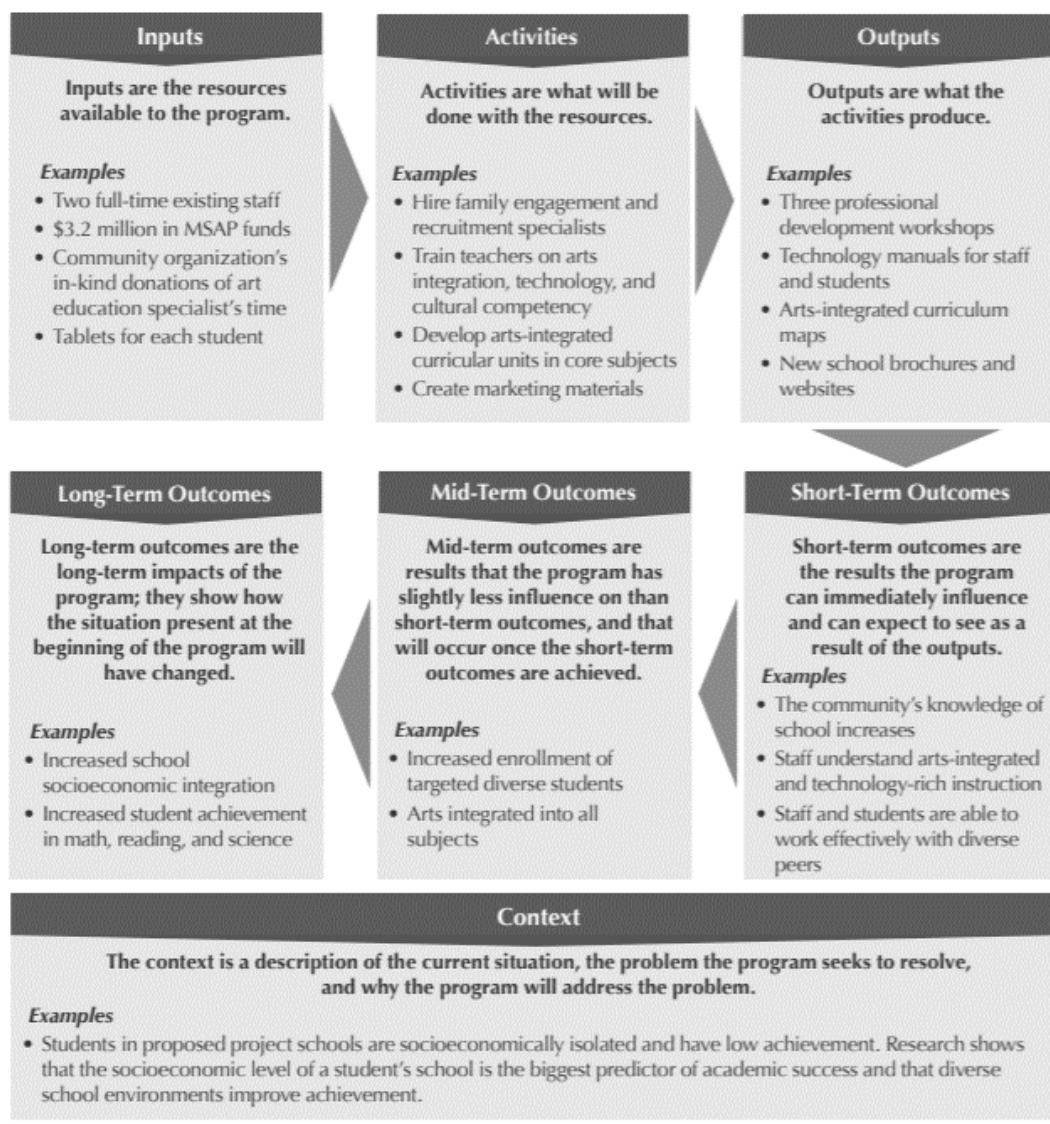 Inputs
Inputs are the resources
available to the program.
Examples
• Two full-time existing staff
• $3.2 million in MSAP funds
• Community organization's
in-kind donations of art
education specialist's time
• Tablets for each student
Activities
Activities are what will be
done with the resources.
Examples
• Hire family engagement and
recruitment specialists
• Train teachers on arts
integration, technology, and
cultural competency
• Develop arts-integrated
curricular units in core subjects
• Create marketing materials
Outputs
Outputs are what the
activities produce.
Examples
• Three professional
development workshops
• Technology manuals for staff
and students
• Arts-integrated curriculum
maps
• New school brochures and
websites
Short-Term Outcomes
Short-term outcomes are
the results the program
can immediately influence
and can expect to see as a
result of the outputs.
Examples
• The community's knowledge of
school increases
• Staff understand arts-integrated
and technology-rich instruction
• Staff and students are able to
work effectively with diverse
peers
Mid-Term Outcomes
Mid-term outcomes are
results that the program has
slightly less influence on than
short-term outcomes, and that
will occur once the short-term
outcomes are achieved.
Examples
• Increased enrollment of
targeted diverse students
• Arts integrated into all
subjects
Long-Term Outcomes
Long-term outcomes are the
long-term impacts of the
program; they show how
the situation present at the
beginning of the program will
have changed.
Examples
• Increased school
socioeconomic integration
• Increased student achievement
in math, reading, and science
Context
The context is a description of the current situation, the problem the program seeks to resolve,
and why the program will address the problem.
Examples
• Students in proposed project schools are socioeconomically isolated and have low achievement. Research shows
that the socioeconomic level of a student's school is the biggest predictor of academic success and that diverse
school environments improve achievement.